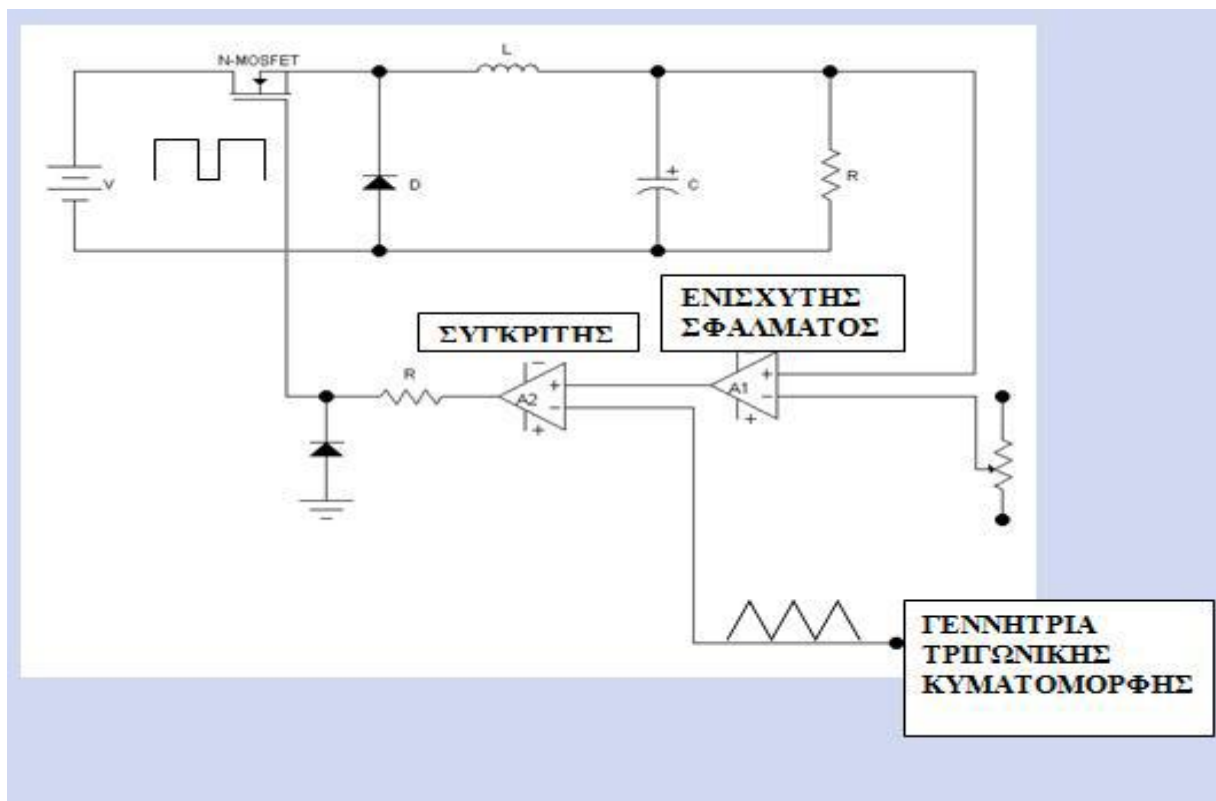 L
N-MOSFET
V
D
+
C
R
ΕΝΙΣΧΥΤΗΣ
ΣΦΑΛΜΑΤΟΣ
ΣΥΓΚΡΙΤΗΣ
R
A2
+
−
−
+
A1
+
−
−
+
ΓΕΝΝΗΤΡΙΑ
ΤΡΙΓΩΝΙΚΗΣ
ΚΥΜΑΤΟΜΟΡΦΗΣ